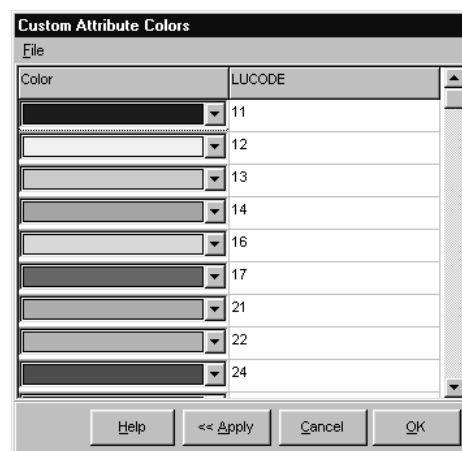 Custom Attribute Colors
File
Color LUCODE
11
12
13
14
16
17
21
22
24
Help << Apply Cancel OK